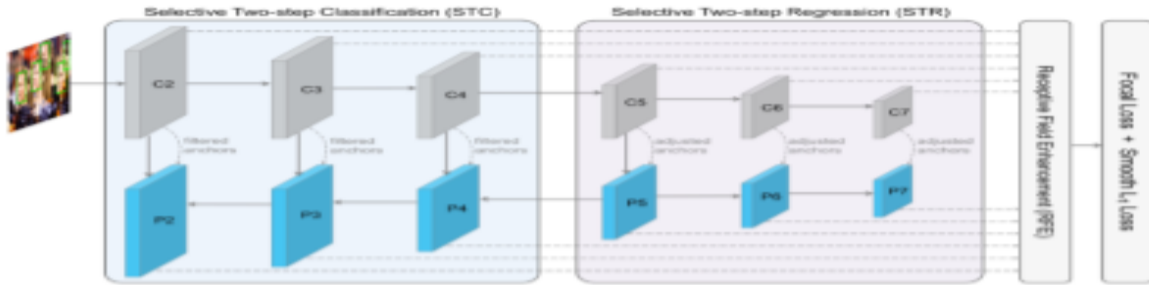 Selective Two-step Classification (STC)
Selective Two-step Regression (STR)
C2
C3
C4
C5
C6
C7
filtered
anchors
filtered
anchors
filtered
anchors
adjusted
anchors
adjusted
anchors
adjusted
anchors
P2
P3
P4
P5
P6
P7
Receptive Field Enhancement (RFE)
Focal Loss + Smooth L1 Loss